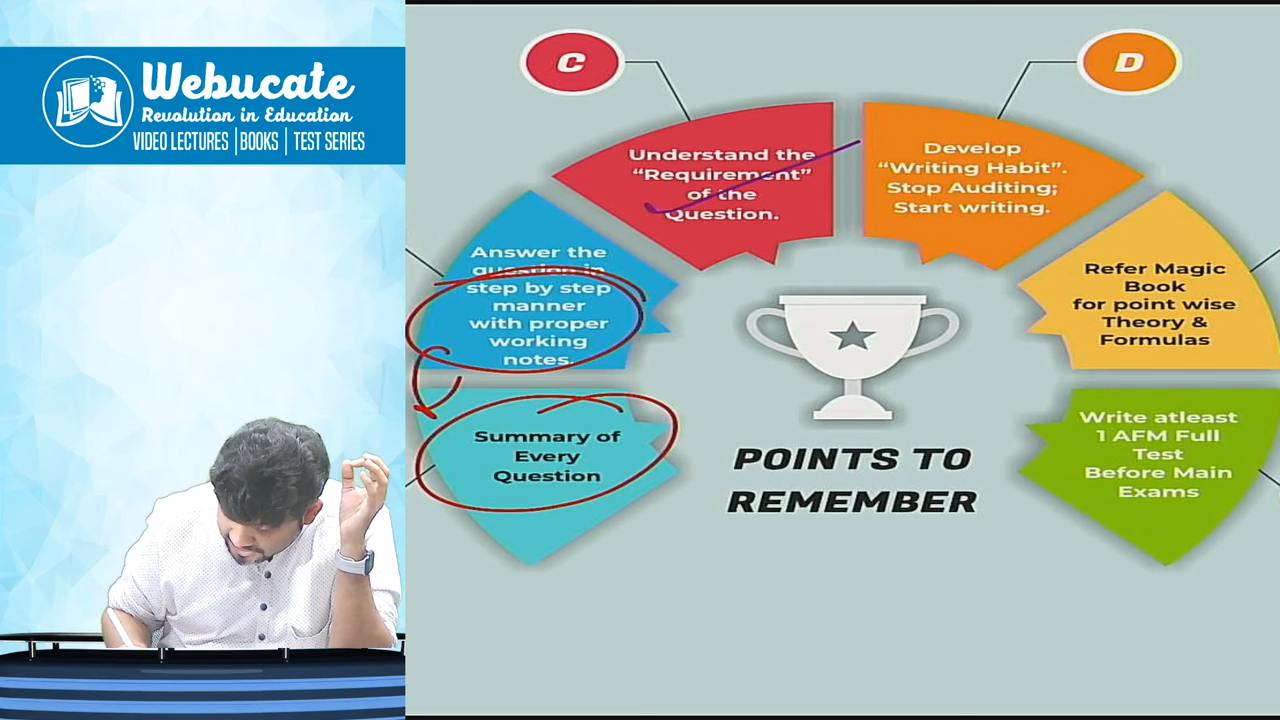 Webucate
Revolution in Education
VIDEO LECTURES | BOOKS | TEST SERIES
C
D
Understand the
“Requirement”
of the
Question.
Develop
“Writing Habit”.
Stop Auditing;
Start writing.
Answer the
question in
step by step
manner
with proper
working
notes.
Refer Magic
Book
for point wise
Theory &
Formulas
Summary of
Every
Question
Write atleast
1 AFM Full
Test
Before Main
Exams
POINTS TO
REMEMBER